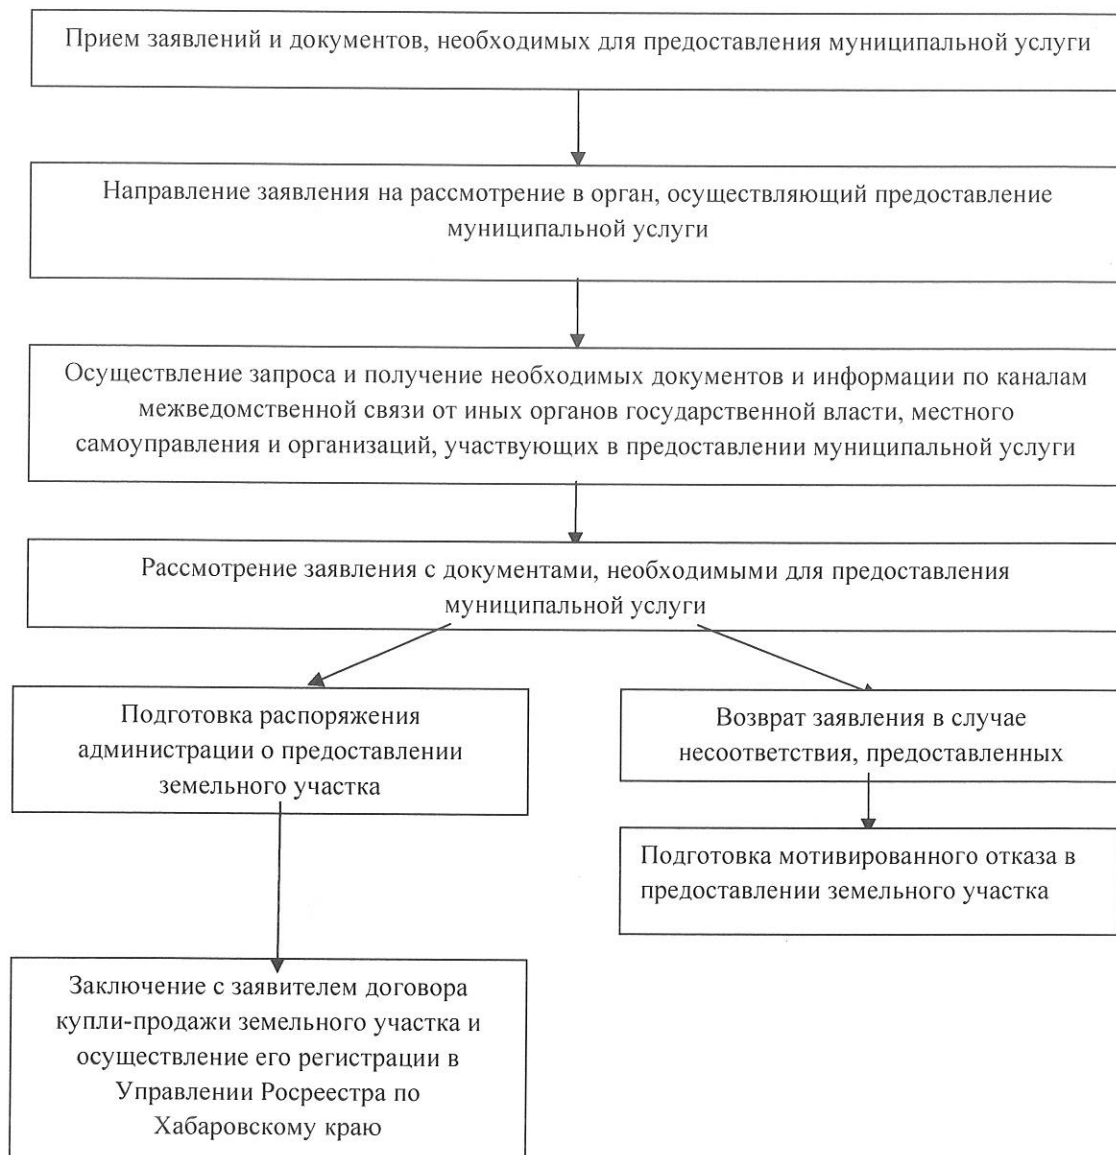 Прием заявлений и документов, необходимых для предоставления муниципальной услуги
Направление заявления на рассмотрение в орган, осуществляющий предоставление
муниципальной услуги
Осуществление запроса и получение необходимых документов и информации по каналам
межведомственной связи от иных органов государственной власти, местного
самоуправления и организаций, участвующих в предоставлении муниципальной услуги
Рассмотрение заявления с документами, необходимыми для предоставления
муниципальной услуги
Подготовка распоряжения
администрации о предоставлении
земельного участка
Возврат заявления в случае
несоответствия, предоставленных
Подготовка мотивированного отказа в
предоставлении земельного участка
Заключение с заявителем договора
купли-продажи земельного участка и
осуществление его регистрации в
Управлении Росреестра по
Хабаровскому краю